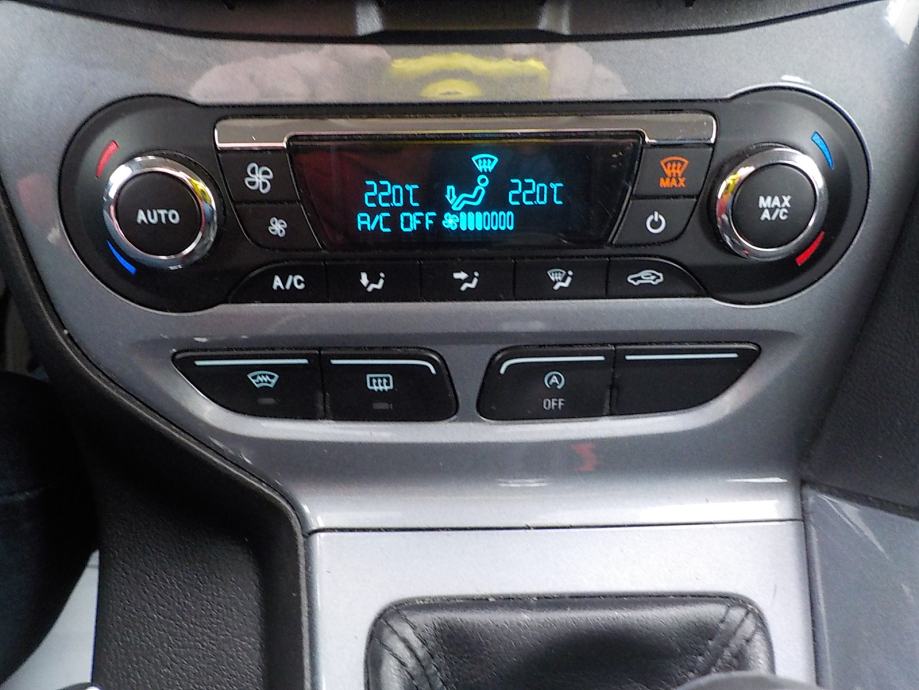 MAX
AUTO
22.0℃ 22.0℃
MAX
A/C
A/C OFF
A/C
A
OFF